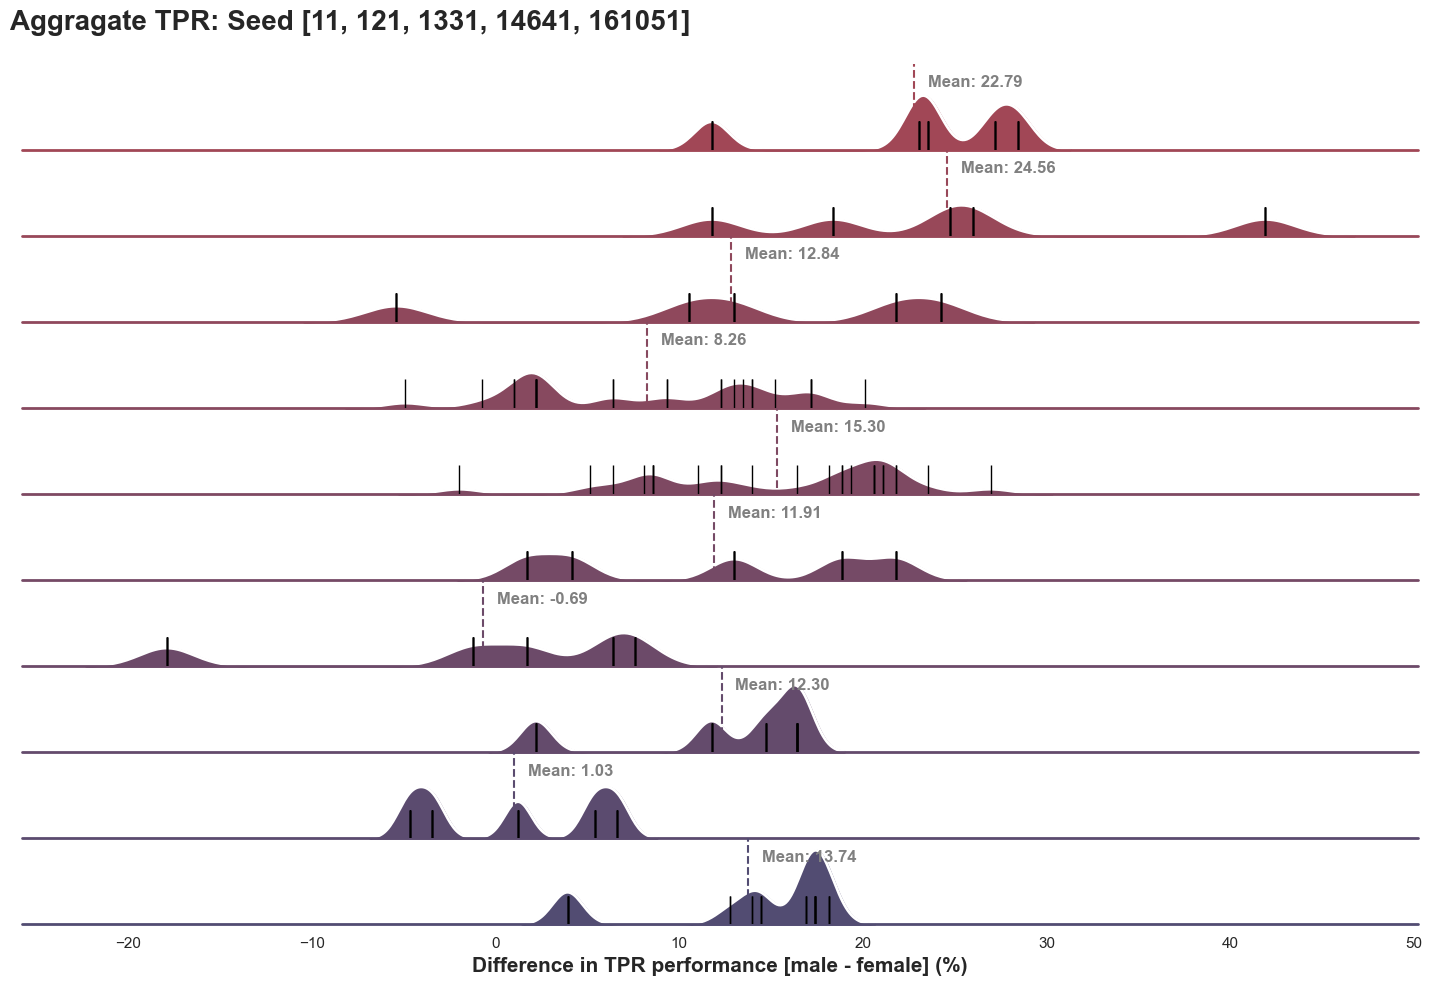 Aggragate TPR: Seed [11, 121, 1331, 14641, 161051]
Mean: 22.79
Mean: 24.56
Mean: 12.84
Mean: 8.26
Mean: 15.30
Mean: 11.91
Mean: -0.69
Mean: 12.30
Mean: 1.03
Mean: 13.74
−20 −10 0 10 20 30 40 50
Difference in TPR performance [male - female] (%)